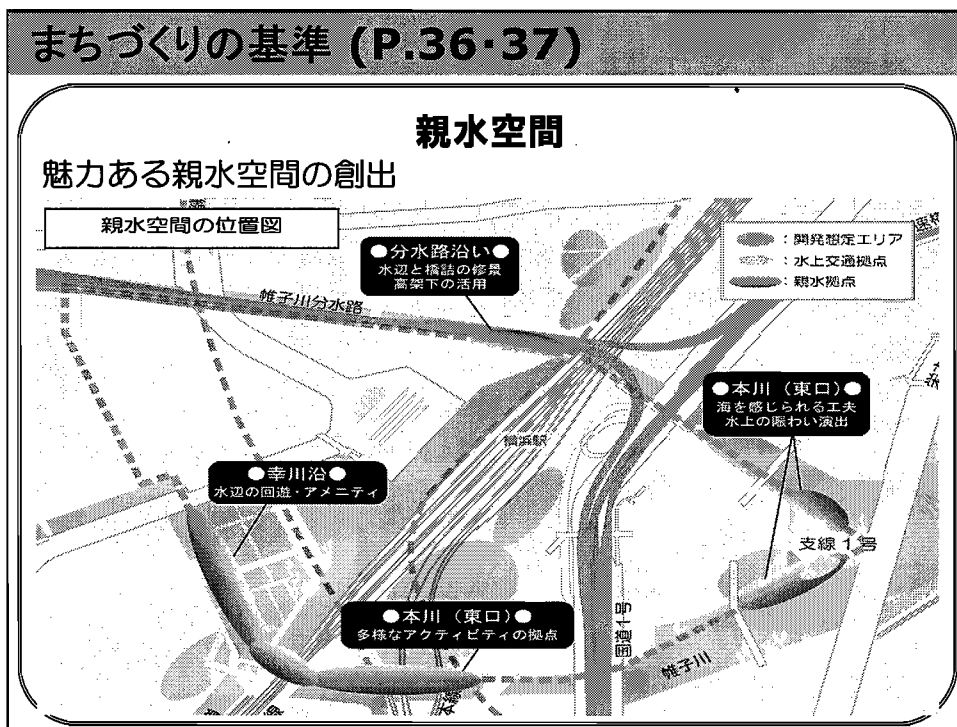 まちづくりの基準 (P.36･37)
親水空間
魅力ある親水空間の創出
親水空間の位置図
●分水路沿い●
水辺と橋詰の修景
高架下の活用
：開発想定エリア
：水上交通拠点
：親水拠点
帷子川分水路
●本川（東口）●
海を感じられる工夫
水上の賑わい演出
横浜駅
●幸川沿●
水辺の回遊・アメニティ
支線１号
●本川（東口）●
多様なアクティビティの拠点
国道1号
帷子川